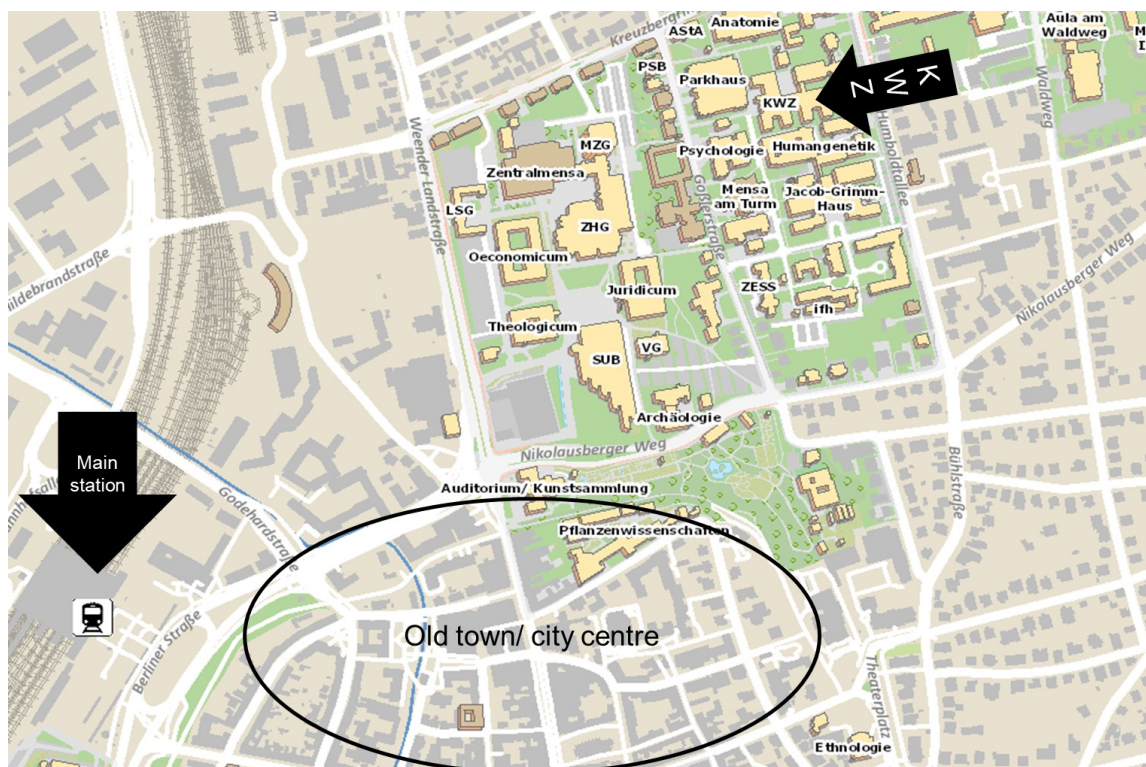 Kreuzbergrin
AStA
Anatomie
Aula am
Waldweg
PSB
Parkhaus
KWZ
K
W
Z
Weender Landstraße
MZG
Zentralmensa
Psychologie
Humangenetik
Humboldtallee
Waldweg
LSG
ZHG
Goßlerstraße
Mensa
am Turm
Jacob-Grimm-
Haus
Oeconomicum
Juridicum
ZESS
ifh
Nikolausberger Weg
ildebrandstraße
Theologicum
SUB
VG
Archäologie
Nikolausberger Weg
Main
station
Godehardstraße
Auditorium/ Kunstsammlung
Bühlstraße
Pflanzenwissenschaften
Berliner Straße
Old town/ city centre
Theaterplatz
Ethnologie